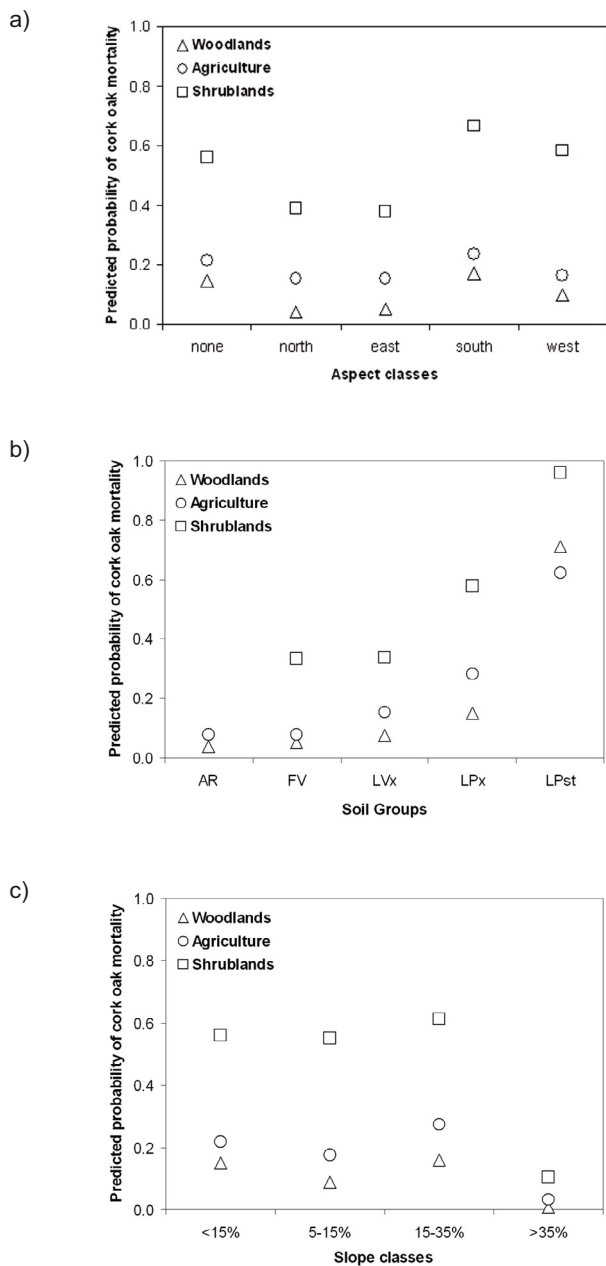 a)
Predicted probability of cork oak mortality
1.0
0.8
0.6
0.4
0.2
0.0
Woodlands
Agriculture
Shrublands
none north east south west
Aspect classes
b)
Predicted probability of cork oak mortality
1.0
0.8
0.6
0.4
0.2
0.0
Woodlands
Agriculture
Shrublands
AR FV LVx LPx LPst
Soil Groups
c)
Predicted probability of cork oak mortality
1.0
0.8
0.6
0.4
0.2
0.0
Woodlands
Agriculture
Shrublands
<15% 5-15% 15-35% >35%
Slope classes